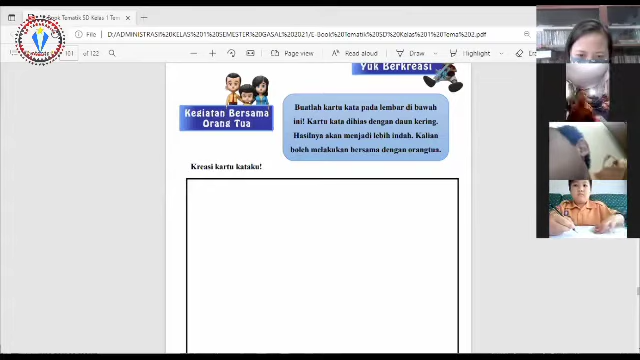 Book Tematik SD Kelas 1 Tem
File
D:/ADMINISTRASI%20KELAS%201%20SEMESTER%20GASAL%202021/E-Book%20Tematik%20SD%20Kelas%201%20Tema%202.pdf
101 of 122
Page view
Read aloud
Draw
Highlight
Yuk Berkreasi
Kegiatan Bersama
Orang Tua
Buatlah kartu kata pada lembar di bawah
ini! Kartu kata dihias dengan daun kering.
Hasilnya akan menjadi lebih indah. Kalian
boleh melakukan bersama dengan orangtua.
Kreasi kartu kataku!